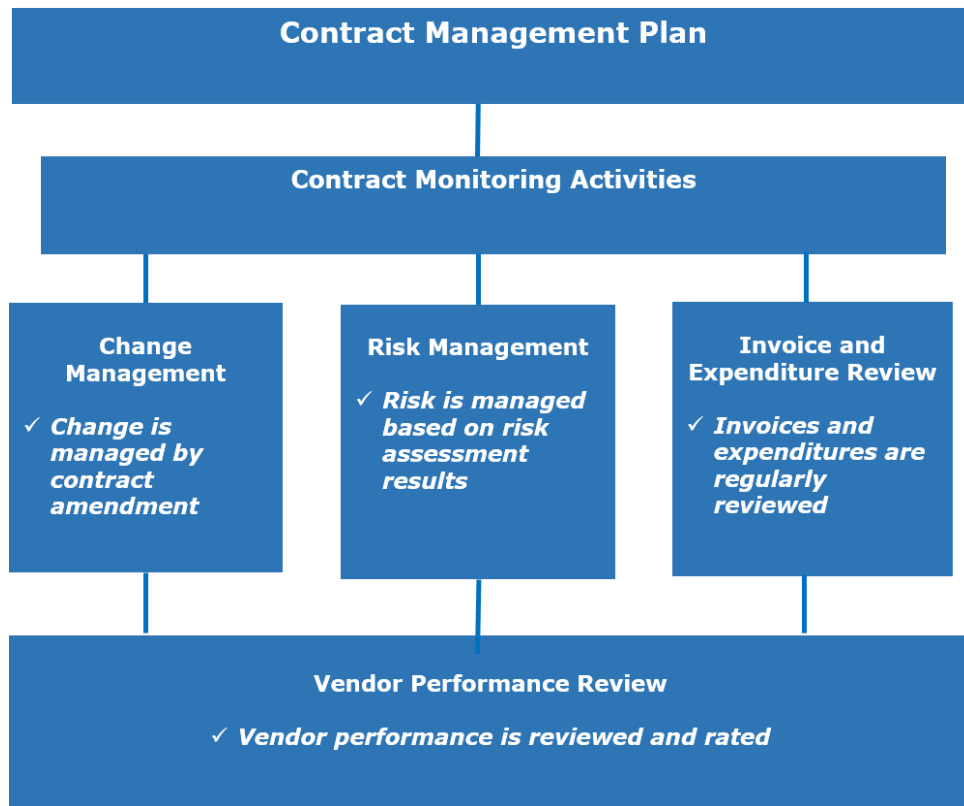 Contract Management Plan
Contract Monitoring Activities
Change
Management
✓ Change is
managed by
contract
amendment
Risk Management
✓ Risk is managed
based on risk
assessment
results
Invoice and
Expenditure Review
✓ Invoices and
expenditures are
regularly
reviewed
Vendor Performance Review
✓ Vendor performance is reviewed and rated